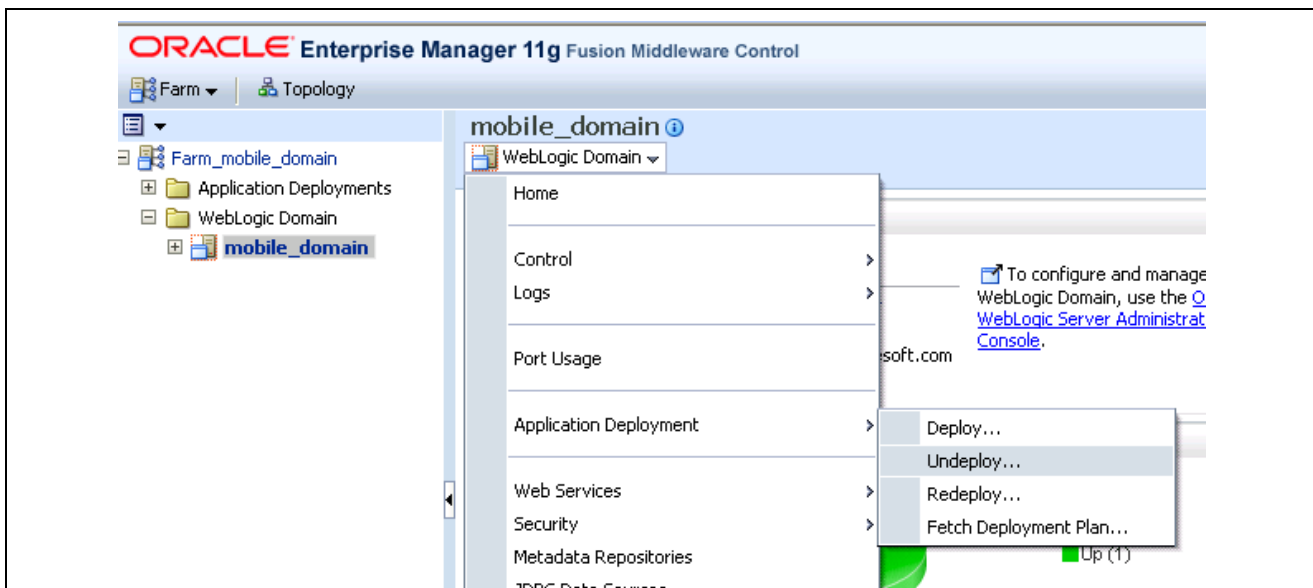 ORACLE Enterprise Manager 11g Fusion Middleware Control
Farm Topology
mobile_domain
WebLogic Domain
Farm_mobile_domain
Application Deployments
WebLogic Domain
mobile_domain
Home
Control
Logs
Port Usage
Application Deployment
Web Services
Security
Metadata Repositories
To configure and manage
WebLogic Domain, use the O
WebLogic Server Administrat
Console.
soft.com
Deploy...
Undeploy...
Redeploy...
Fetch Deployment Plan...
Up (1)